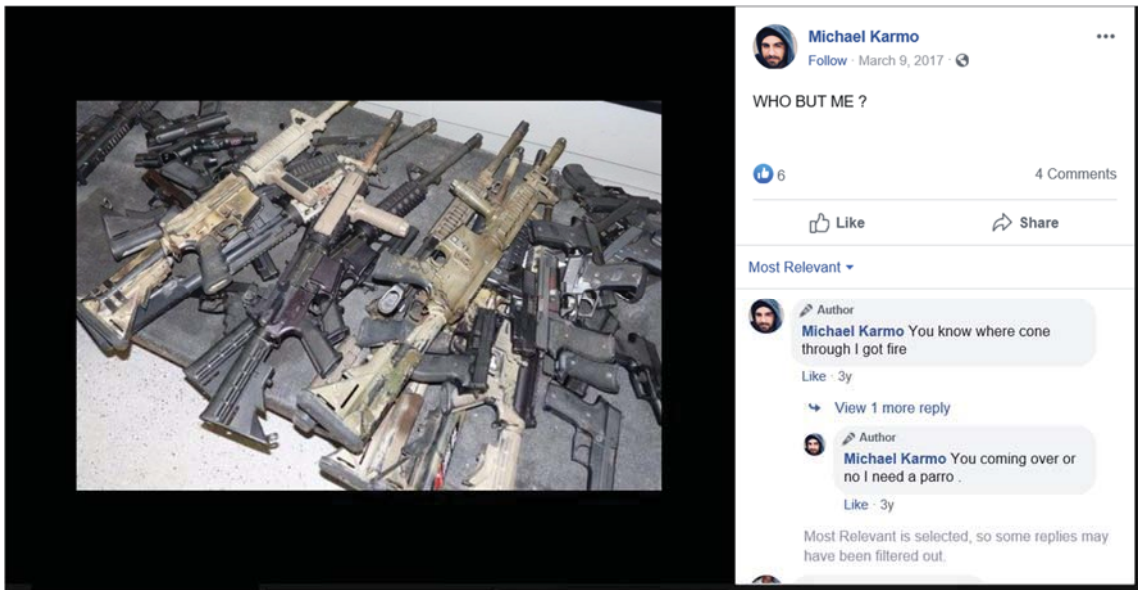 Michael Karmo
Follow · March 9, 2017 ·
WHO BUT ME ?
6
4 Comments
Like
Share
Most Relevant
Author
Michael Karmo You know where cone
through I got fire
Like · 3y
View 1 more reply
Author
Michael Karmo You coming over or
no I need a parro .
Like · 3y
Most Relevant is selected, so some replies may
have been filtered out.